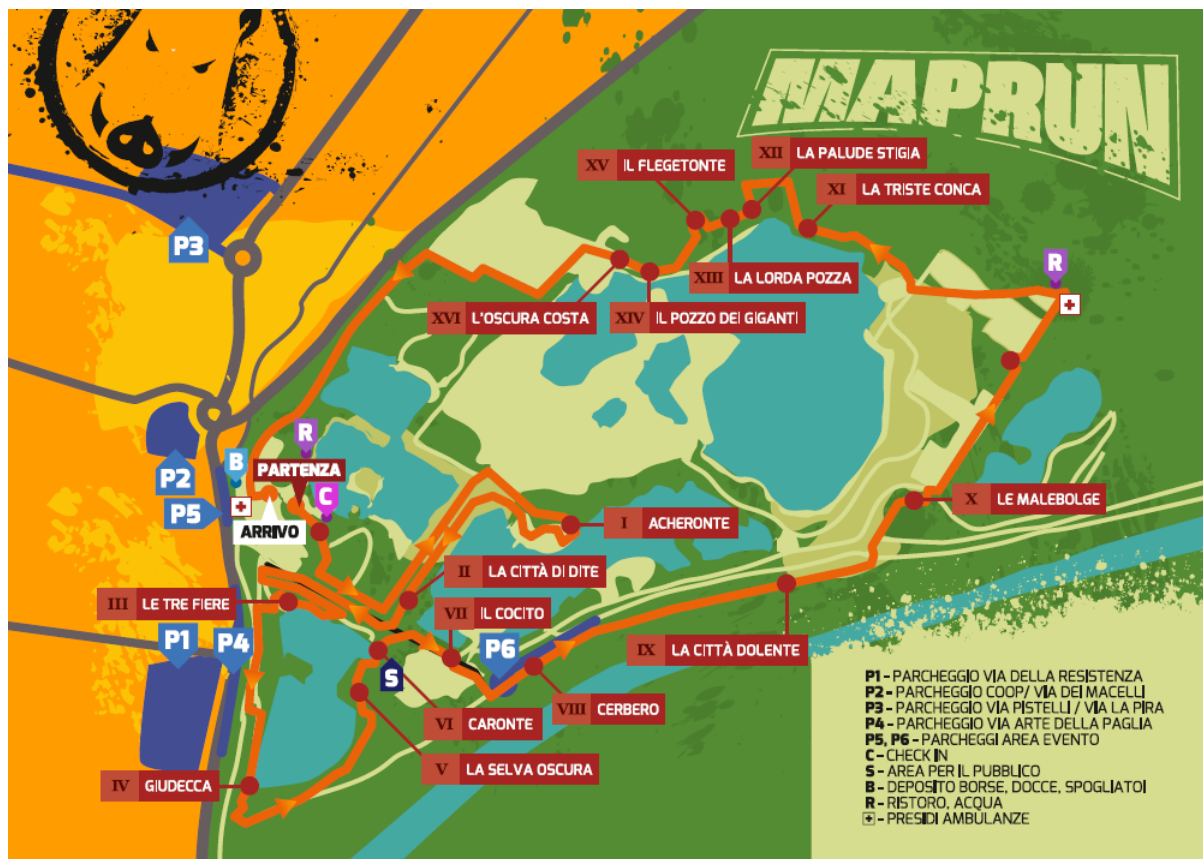 MAPRUN
XII LA PALUDE STIGIA
XV IL FLEGETONTE
XI LA TRISTE CONCA
P3
R
XIII LA LORDA POZZA
XVI L'OSCURA COSTA
XIV IL POZZO DEI GIGANTI
R
B
P2
PARTENZA
C
P5
ARRIVO
X LE MALEBOLGE
I ACHERONTE
II LA CITTÀ DI DITE
III LE TRE FIERE
VII IL COCITO
P1
P4
P6
IX LA CITTÀ DOLENTE
S
VIII CERBERO
VI CARONTE
V LA SELVA OSCURA
IV GIUDECCA
P1 - PARCHEGGIO VIA DELLA RESISTENZA
P2 - PARCHEGGIO COOP/ VIA DEI MACELLI
P3 - PARCHEGGIO VIA PISTELLI / VIA LA PIRA
P4 - PARCHEGGIO VIA ARTE DELLA PAGLIA
P5, P6 - PARCHEGGI AREA EVENTO
C - CHECK IN
S - AREA PER IL PUBBLICO
B - DEPOSITO BORSE, DOCCE, SPOGLIATOI
R - RISTORO, ACQUA
+ - PRESIDI AMBULANZE